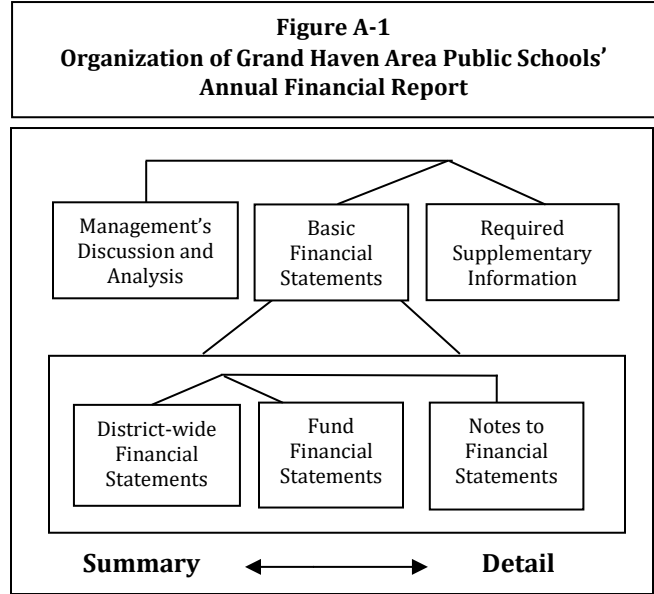 Figure A-1
Organization of Grand Haven Area Public Schools’
Annual Financial Report
Management’s
Discussion and
Analysis
Basic
Financial
Statements
Required
Supplementary
Information
District-wide
Financial
Statements
Fund
Financial
Statements
Notes to
Financial
Statements
Summary
Detail